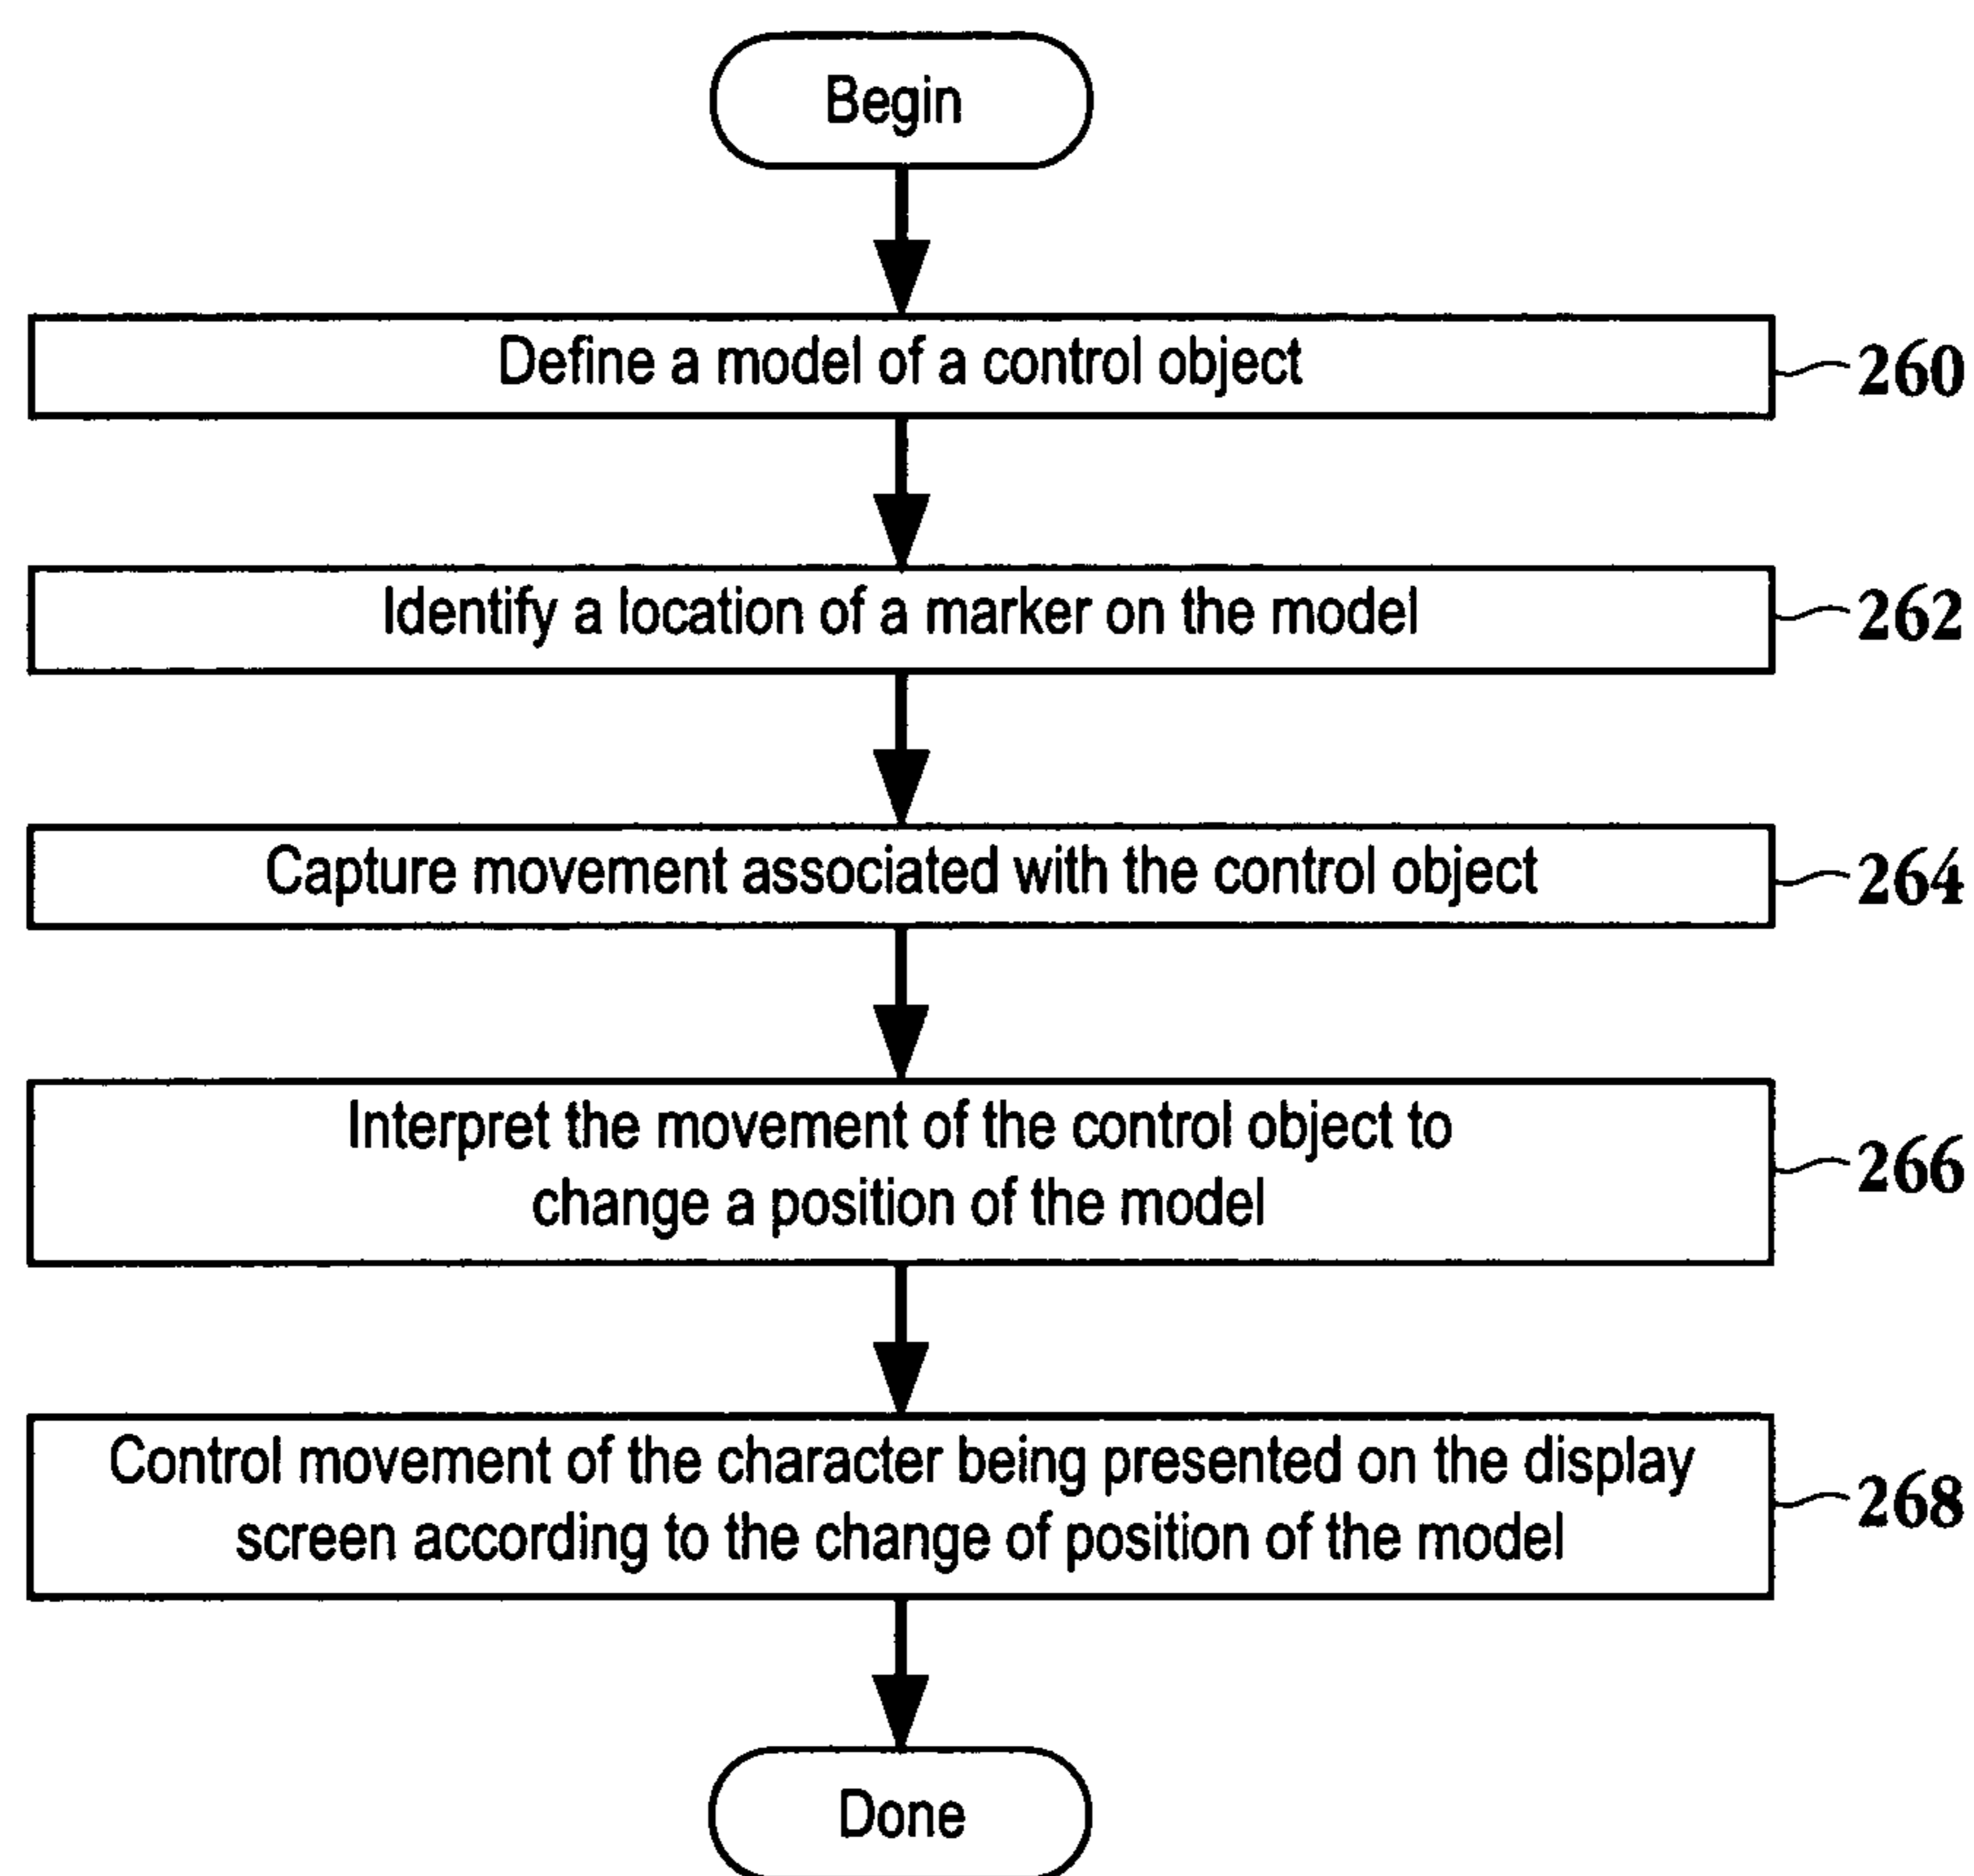 Begin
Define a model of a control object
260
Identify a location of a marker on the model
262
Capture movement associated with the control object
264
Interpret the movement of the control object to
change a position of the model
266
Control movement of the character being presented on the display
screen according to the change of position of the model
268
Done